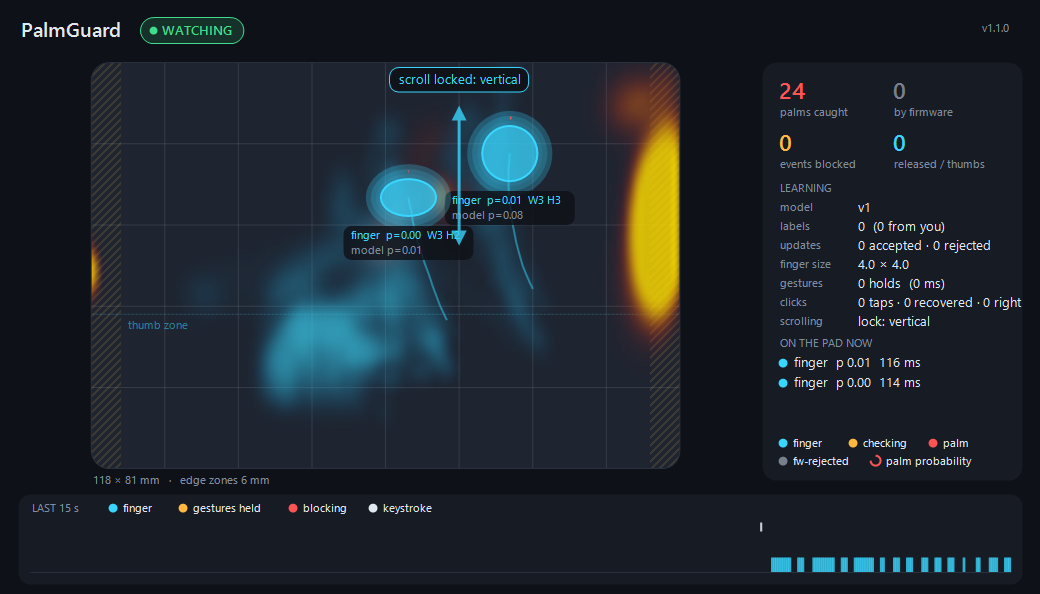 PalmGuard
WATCHING
v1.1.0
scroll locked: vertical
finger p=0.01 W3 H3
model p=0.08
finger p=0.00 W3 H2
model p=0.01
thumb zone
118 × 81 mm · edge zones 6 mm
24
palms caught
0
by firmware
0
events blocked
0
released / thumbs
LEARNING
model v1
labels 0 (0 from you)
updates 0 accepted · 0 rejected
finger size 4.0 × 4.0
gestures 0 holds (0 ms)
clicks 0 taps · 0 recovered · 0 right
scrolling lock: vertical
ON THE PAD NOW
finger p 0.01 116 ms
finger p 0.00 114 ms
finger checking palm
fw-rejected palm probability
LAST 15 s finger gestures held blocking keystroke